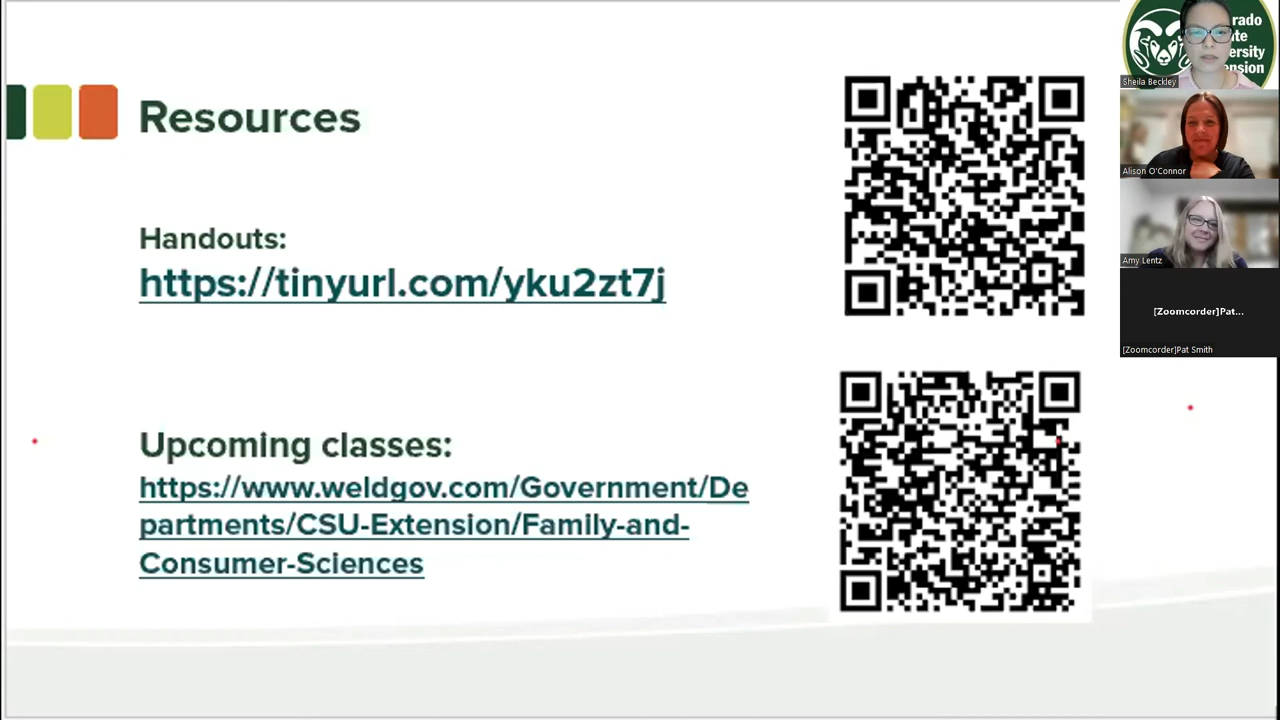 Resources
Handouts:
https://tinyurl.com/yku2zt7j
Upcoming classes:
https://www.weldgov.com/Government/De
partments/CSU-Extension/Family-and-
Consumer-Sciences
Sheila Beckley
Alison O'Connor
Amy Lentz
[Zoomcorder]Pat...
[Zoomcorder]Pat Smith